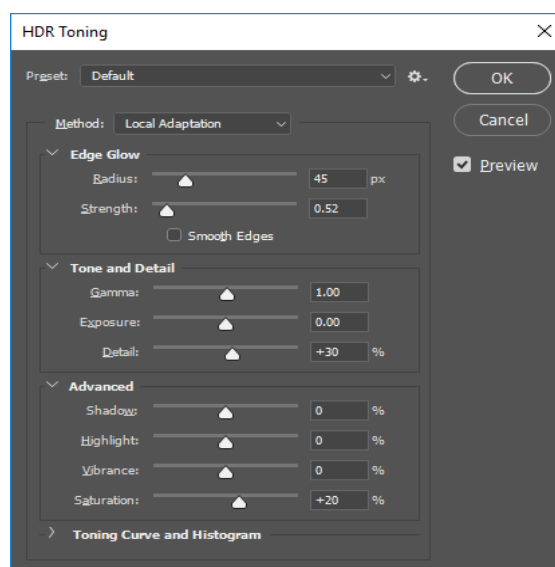 HDR Toning
Preset: Default
OK
Method: Local Adaptation
Cancel
Edge Glow
Preview
Radius: 45 px
Strength: 0.52
Smooth Edges
Tone and Detail
Gamma: 1.00
Exposure: 0.00
Detail: +30 %
Advanced
Shadow: 0 %
Highlight: 0 %
Vibrance: 0 %
Saturation: +20 %
Toning Curve and Histogram